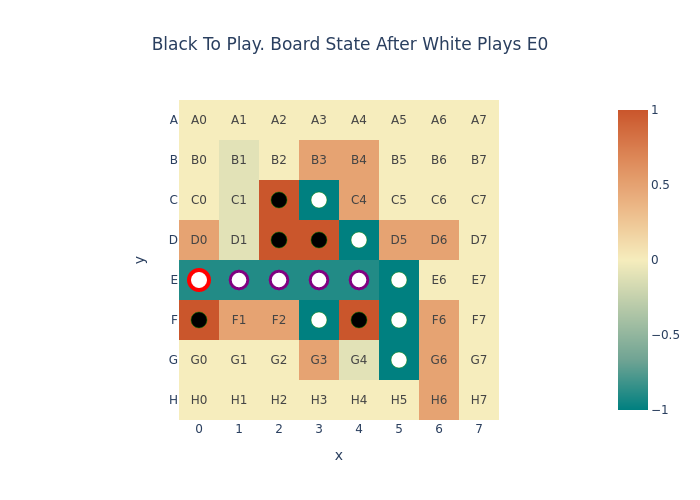 Black To Play. Board State After White Plays E0
A A0 A1 A2 A3 A4 A5 A6 A7
B B0 B1 B2 B3 B4 B5 B6 B7
C C0 C1 C4 C5 C6 C7
D D0 D1 D5 D6 D7
E E6 E7
F F1 F2 F6 F7
G G0 G1 G2 G3 G4 G6 G7
H H0 H1 H2 H3 H4 H5 H6 H7
0 1 2 3 4 5 6 7
x
y
1
0.5
0
−0.5
−1